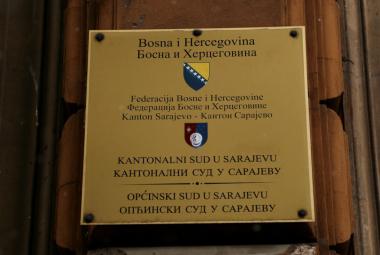 Bosna i Hercegovina
Босна и Херцеговина
Federacija Bosne i Hercegovine
Федерација Босне и Херцеговине
Kanton Sarajevo - Кантон Сарајево
KANTONALNI SUD U SARAJEVU
КАНТОНАЛНИ СУД У САРАЈЕВУ
OPĆINSKI SUD U SARAJEVU
ОПЋИНСКИ СУД У САРАЈЕВУ